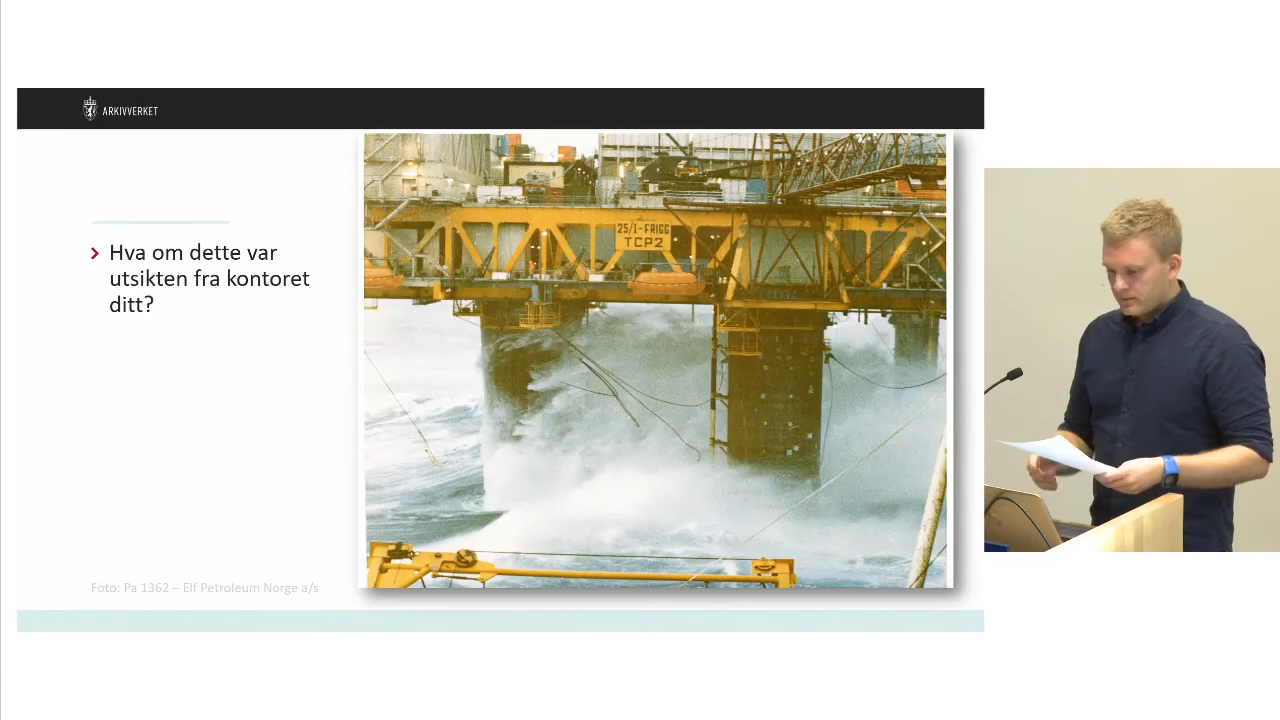 ARKIVVERKET
Hva om dette var
utsikten fra kontoret
ditt?
25/1-FRIGG
TCP2
Foto: Pa 1362 – Elf Petroleum Norge a/s